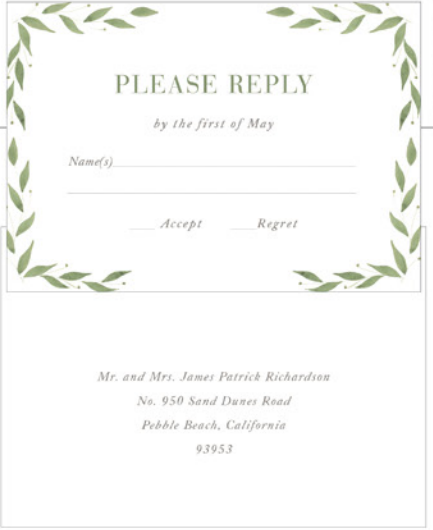 PLEASE REPLY
by the first of May
Name(s)
Accept Regret
Mr. and Mrs. James Patrick Richardson
No. 950 Sand Dunes Road
Pebble Beach, California
93953